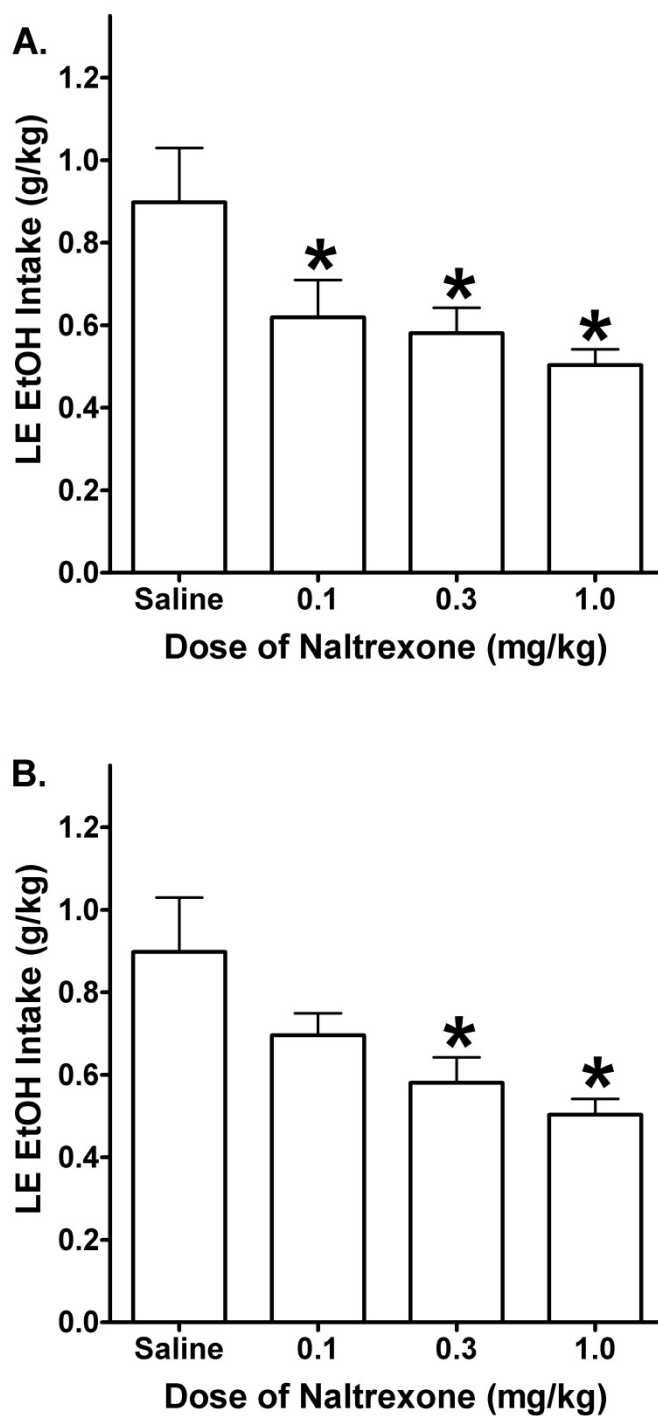 A.
LE EtOH Intake (g/kg)
1.2
1.0
0.8
0.6
0.4
0.2
0.0
* * *
Saline 0.1 0.3 1.0
Dose of Naltrexone (mg/kg)
B.
LE EtOH Intake (g/kg)
1.2
1.0
0.8
0.6
0.4
0.2
0.0
* *
Saline 0.1 0.3 1.0
Dose of Naltrexone (mg/kg)